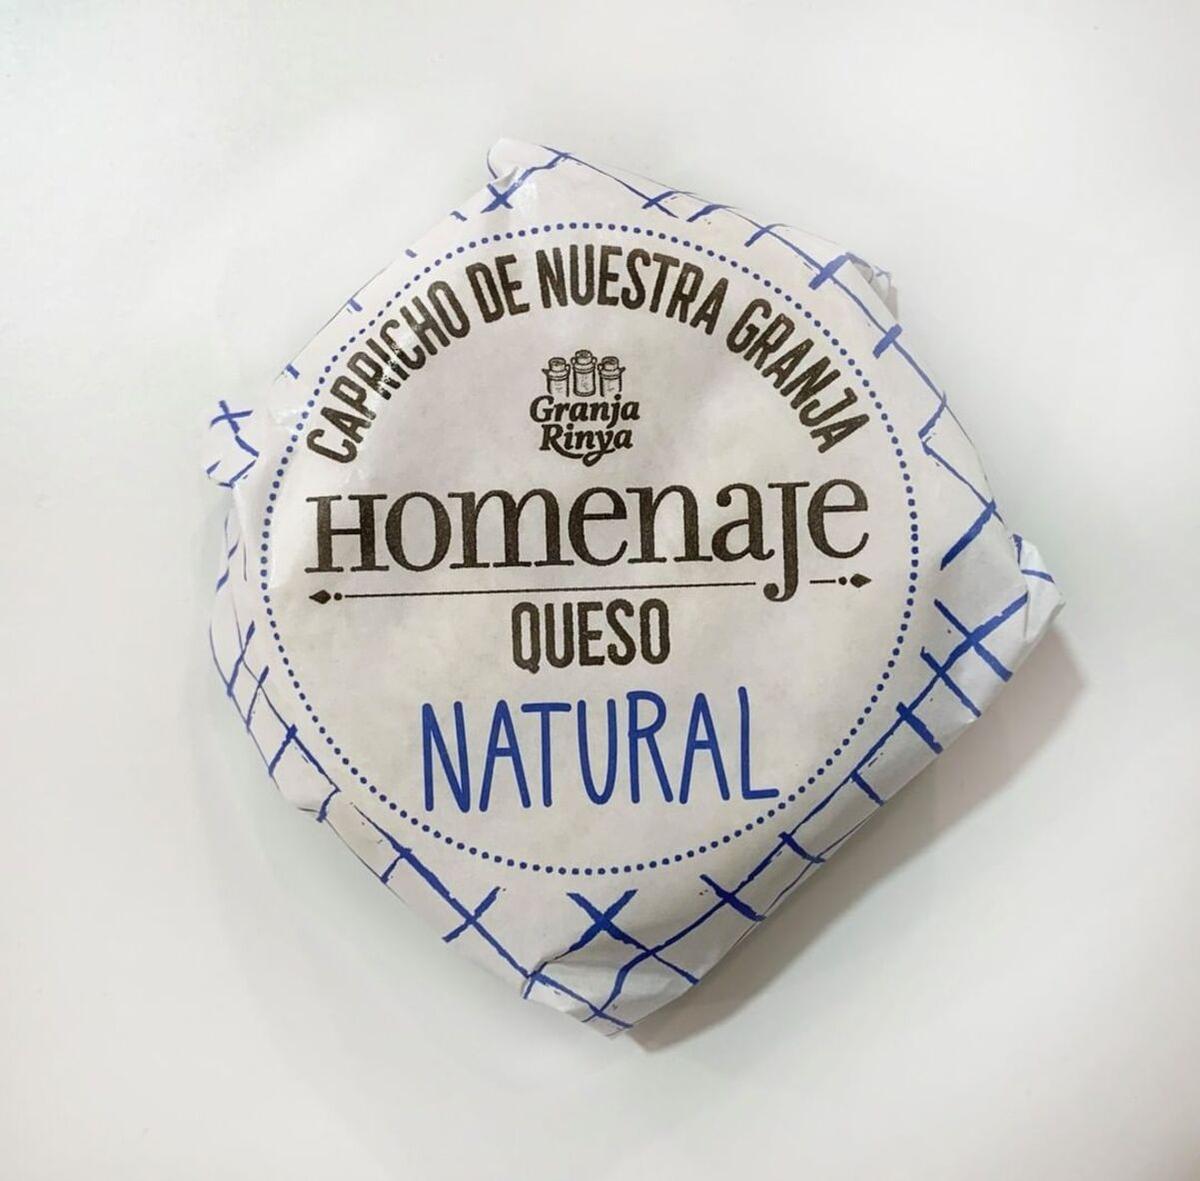 CAPRICHO DE NUESTRA GRANJA
Granja
Rinya
Homenaje
QUESO
NATURAL